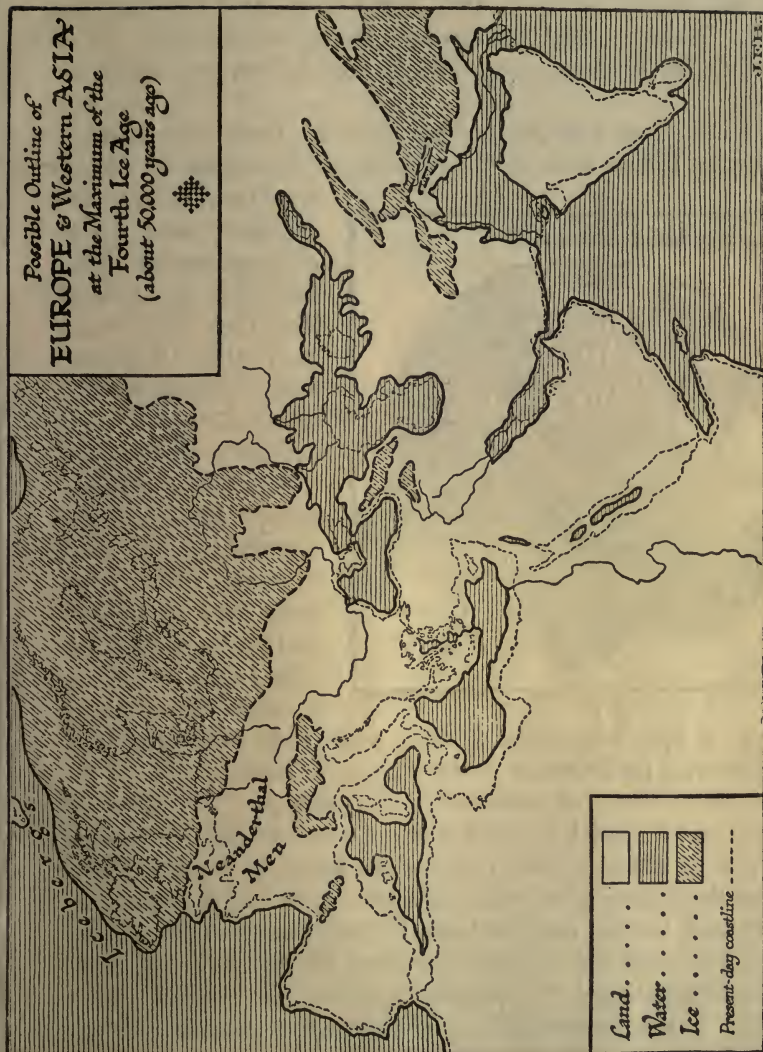 Possible Outline of
EUROPE & Western ASIA
at the Maximum of the
Fourth Ice Age
(about 50,000 years ago)
Icebergs
Neanderthal
Men
Land . . . . .
Water . . . . .
Ice . . . . . .
Present-day coastline -----
J.F.H.